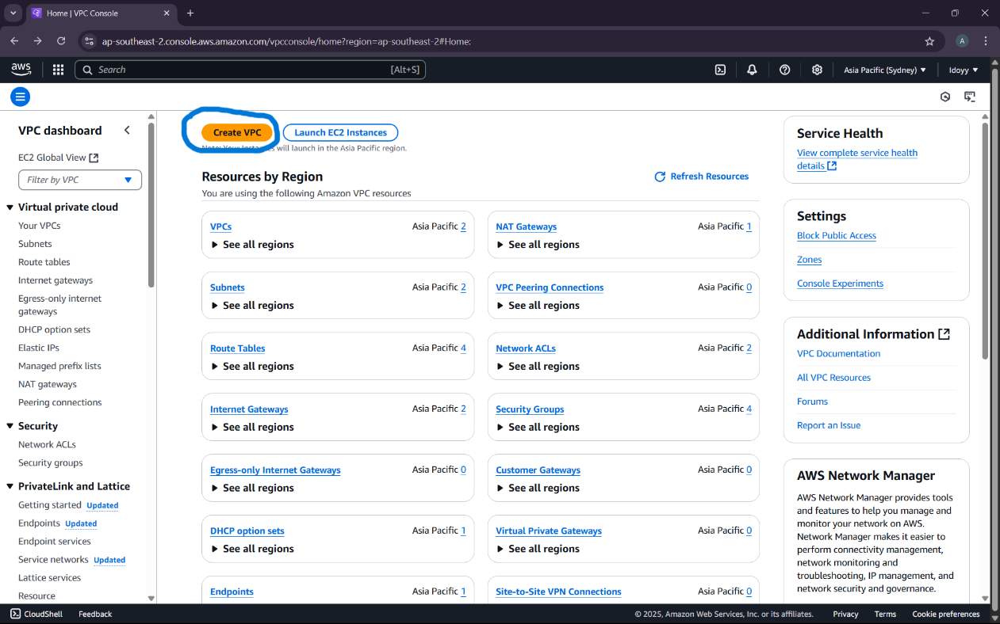 Home | VPC Console
ap-southeast-2.console.aws.amazon.com/vpcconsole/home?region=ap-southeast-2#Home:
A
aws
Search
[Alt+S]
Asia Pacific (Sydney)
Idoyy
VPC dashboard
EC2 Global View
Filter by VPC
Virtual private cloud
Your VPCs
Subnets
Route tables
Internet gateways
Egress-only internet
gateways
DHCP option sets
Elastic IPs
Managed prefix lists
NAT gateways
Peering connections
Security
Network ACLs
Security groups
PrivateLink and Lattice
Getting started Updated
Endpoints Updated
Endpoint services
Service networks Updated
Lattice services
Resource
Create VPC
Launch EC2 Instances
Note: Your Instances will launch in the Asia Pacific region.
Resources by Region
Refresh Resources
You are using the following Amazon VPC resources
VPCs Asia Pacific 2
See all regions
NAT Gateways Asia Pacific 1
See all regions
Subnets Asia Pacific 2
See all regions
VPC Peering Connections Asia Pacific 0
See all regions
Route Tables Asia Pacific 4
See all regions
Network ACLs Asia Pacific 2
See all regions
Internet Gateways Asia Pacific 2
See all regions
Security Groups Asia Pacific 4
See all regions
Egress-only Internet Gateways Asia Pacific 0
See all regions
Customer Gateways Asia Pacific 0
See all regions
DHCP option sets Asia Pacific 1
See all regions
Virtual Private Gateways Asia Pacific 0
See all regions
Endpoints Asia Pacific 1
Site-to-Site VPN Connections Asia Pacific 0
Service Health
View complete service health
details
Settings
Block Public Access
Zones
Console Experiments
Additional Information
VPC Documentation
All VPC Resources
Forums
Report an Issue
AWS Network Manager
AWS Network Manager provides tools
and features to help you manage and
monitor your network on AWS.
Network Manager makes it easier to
perform connectivity management,
network monitoring and
troubleshooting, IP management, and
network security and governance.
CloudShell
Feedback
© 2025, Amazon Web Services, Inc. or its affiliates.
Privacy
Terms
Cookie preferences